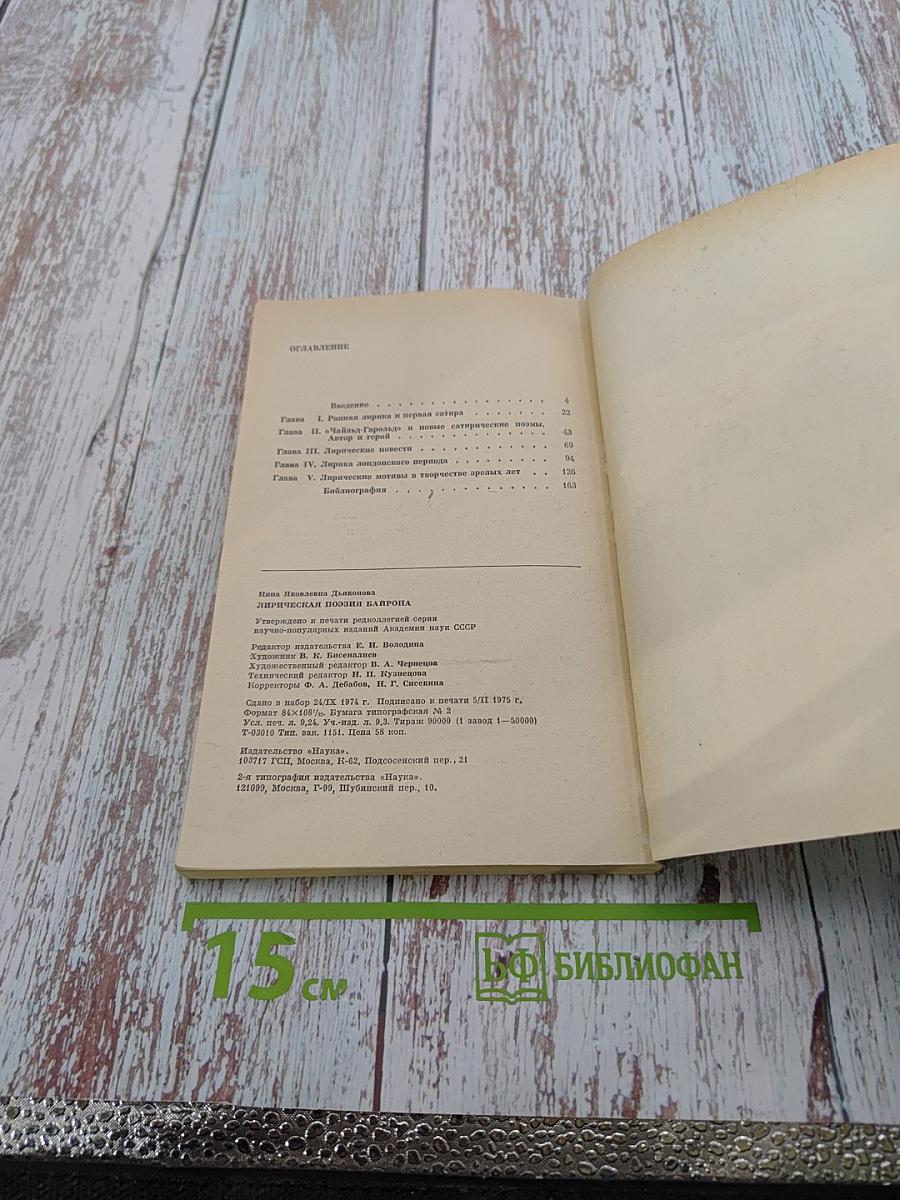 ОГЛАВЛЕНИЕ
Введение . . . . . . . . . . . . . . . . . 4
Глава I. Ранняя лирика и первая сатира . . . . . . . 22
Глава II. «Чайльд-Гарольд» и новые сатирические поэмы.
Автор и герой . . . . . . . . . . . . . . 43
Глава III. Лирические повести . . . . . . . . . . . . 69
Глава IV. Лирика лондонского периода . . . . . . . . . 94
Глава V. Лирические мотивы в творчестве зрелых лет . . 126
Библиография . . . . . . . . . . . . . . 163
Нина Яковлевна Дьяконова
ЛИРИЧЕСКАЯ ПОЭЗИЯ БАЙРОНА
Утверждено к печати редколлегией серии
научно-популярных изданий Академии наук СССР
Редактор издательства Е. И. Володина
Художник В. К. Бисенгалиев
Художественный редактор В. А. Чернецов
Технический редактор Н. П. Кузнецова
Корректоры Ф. А. Дебабов, Н. Г. Сисекина
Сдано в набор 24/IX 1974 г. Подписано к печати 5/II 1975 г.
Формат 84×108¹/₃₂. Бумага типографская № 2
Усл. печ. л. 9,24. Уч.-изд. л. 9,3. Тираж 90000 (1 завод 1—50000)
Т-03010 Тип. зак. 1151. Цена 58 коп.
Издательство «Наука».
103717 ГСП, Москва, К-62, Подсосенский пер., 21
2-я типография издательства «Наука».
121099, Москва, Г-99, Шубинский пер., 10.
15 см
БФ БИБЛИОФАН